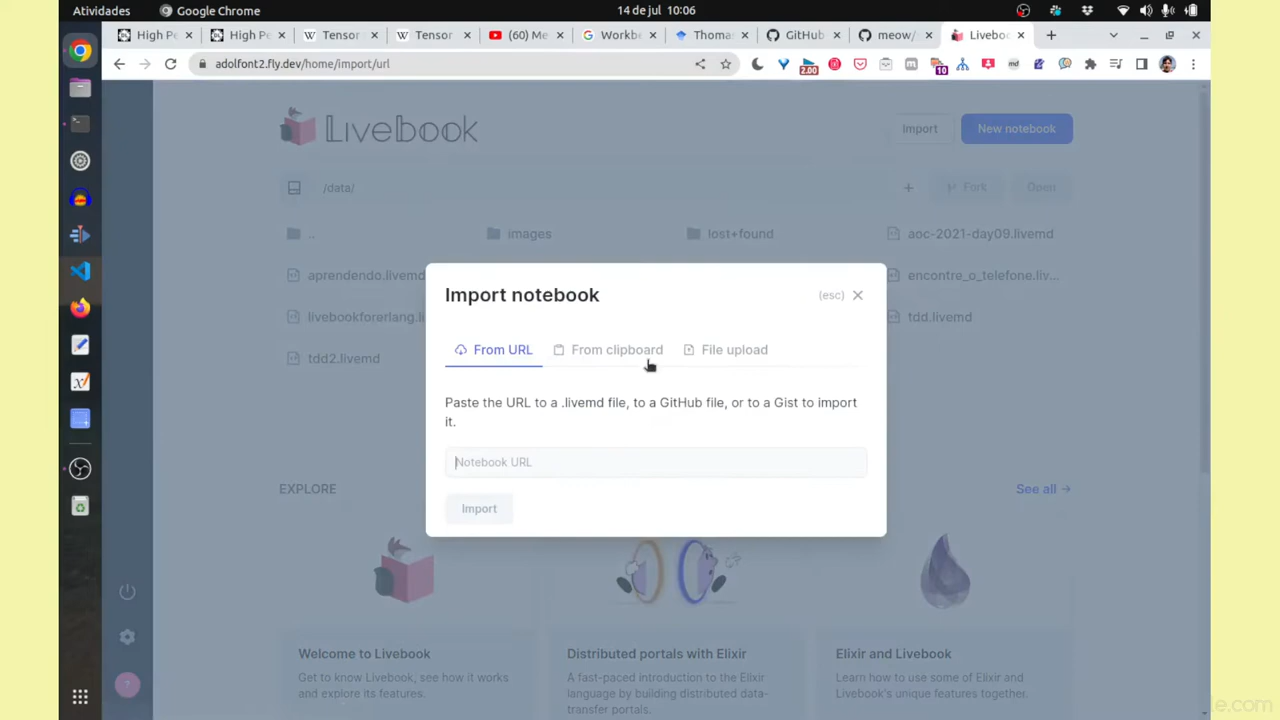 Atividades
Google Chrome
14 de jul 10:06
High Pe
High Pe
Tensor
Tensor
(60) Me
Workbe
Thoma
GitHub
meow/
Livebo
adolfont2.fly.dev/home/import/url
2.00
10
Livebook
Import
New notebook
/data/
Fork
Open
..
images
lost+found
aoc-2021-day09.livemd
aprendendo.livemd
encontre_o_telefone.liv...
livebookforerlang.li
tdd.livemd
tdd2.livemd
Import notebook
(esc)
From URL
From clipboard
File upload
Paste the URL to a .livemd file, to a GitHub file, or to a Gist to import
it.
Notebook URL
Import
EXPLORE
See all
Welcome to Livebook
Get to know Livebook, see how it works
and explore its features.
Distributed portals with Elixir
A fast-paced introduction to the Elixir
language by building distributed data-
transfer portals.
Elixir and Livebook
Learn how to use some of Elixir and
Livebook's unique features together.
?